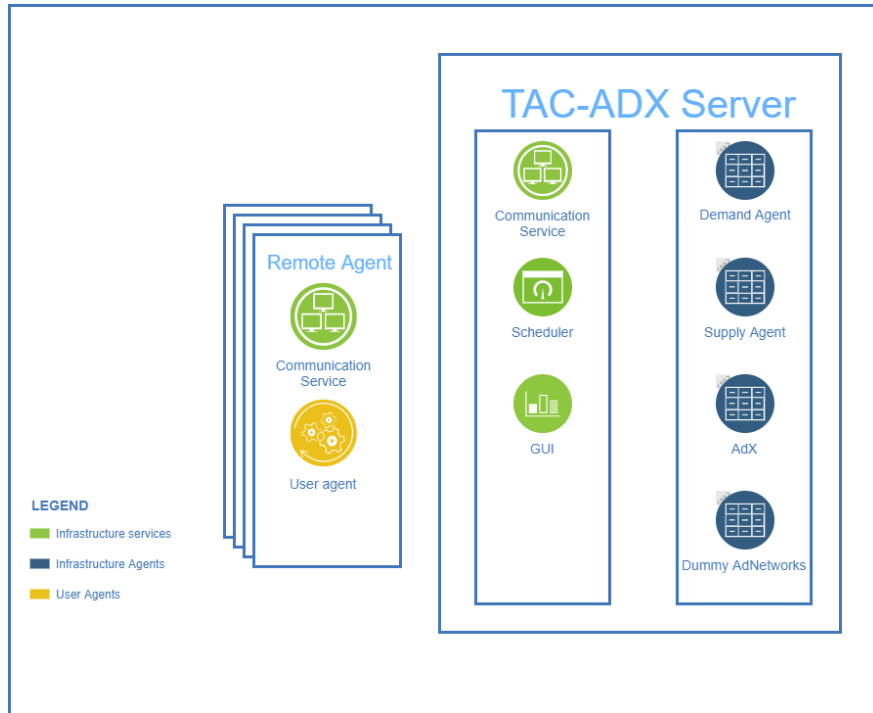 TAC-ADX Server
Communication
Service
Scheduler
GUI
Demand Agent
Supply Agent
AdX
Dummy AdNetworks
Remote Agent
Communication
Service
User agent
LEGEND
Infrastructure services
Infrastructure Agents
User Agents